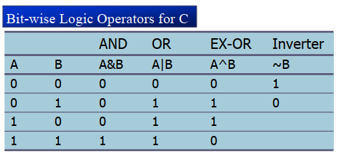 Bit-wise Logic Operators for C
AND OR EX-OR Inverter
A B A&B A|B A^B ~B
0 0 0 0 0 1
0 1 0 1 1 0
1 0 0 1 1
1 1 1 1 0